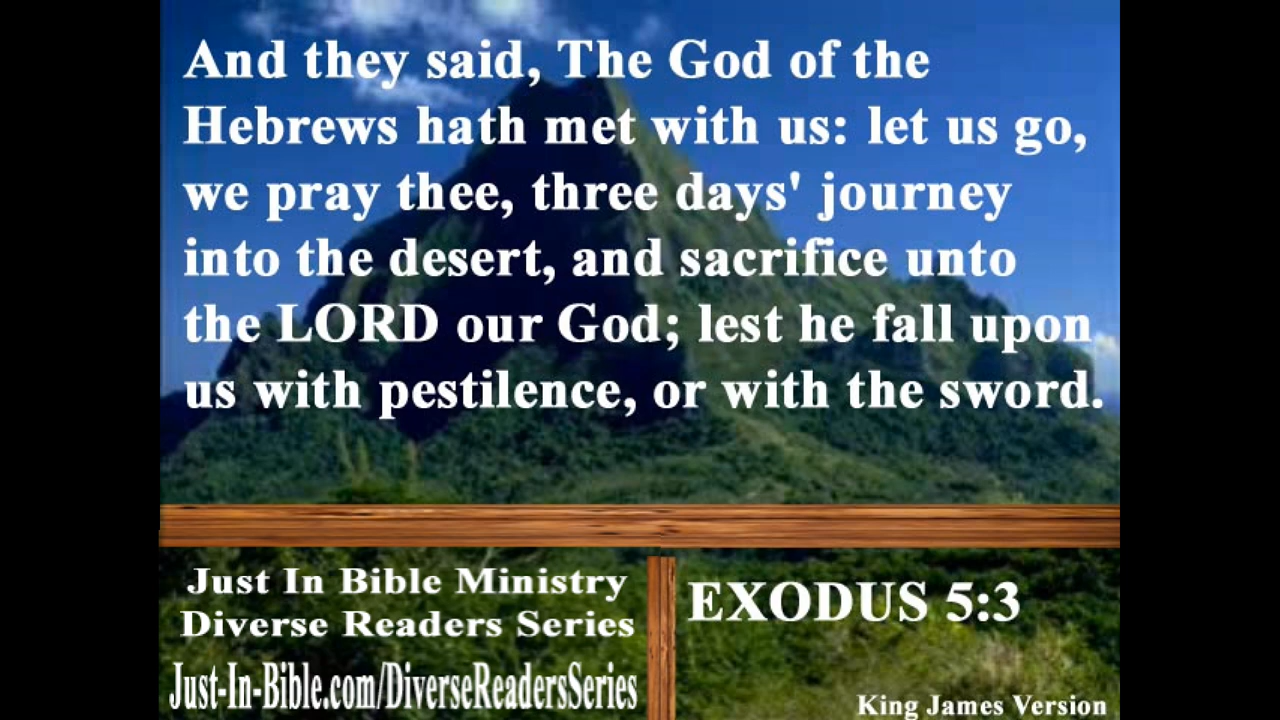 And they said, The God of the
Hebrews hath met with us: let us go,
we pray thee, three days' journey
into the desert, and sacrifice unto
the LORD our God; lest he fall upon
us with pestilence, or with the sword.
Just In Bible Ministry
Diverse Readers Series
Just-In-Bible.com/DiverseReadersSeries
EXODUS 5:3
King James Version